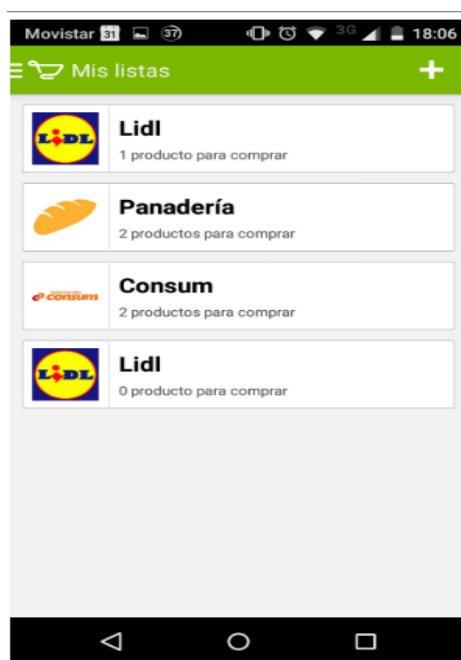 Movistar 31 37 3G 18:06
Mis listas
LIDL
Lidl
1 producto para comprar
Panadería
2 productos para comprar
consum
Consum
2 productos para comprar
LIDL
Lidl
0 producto para comprar